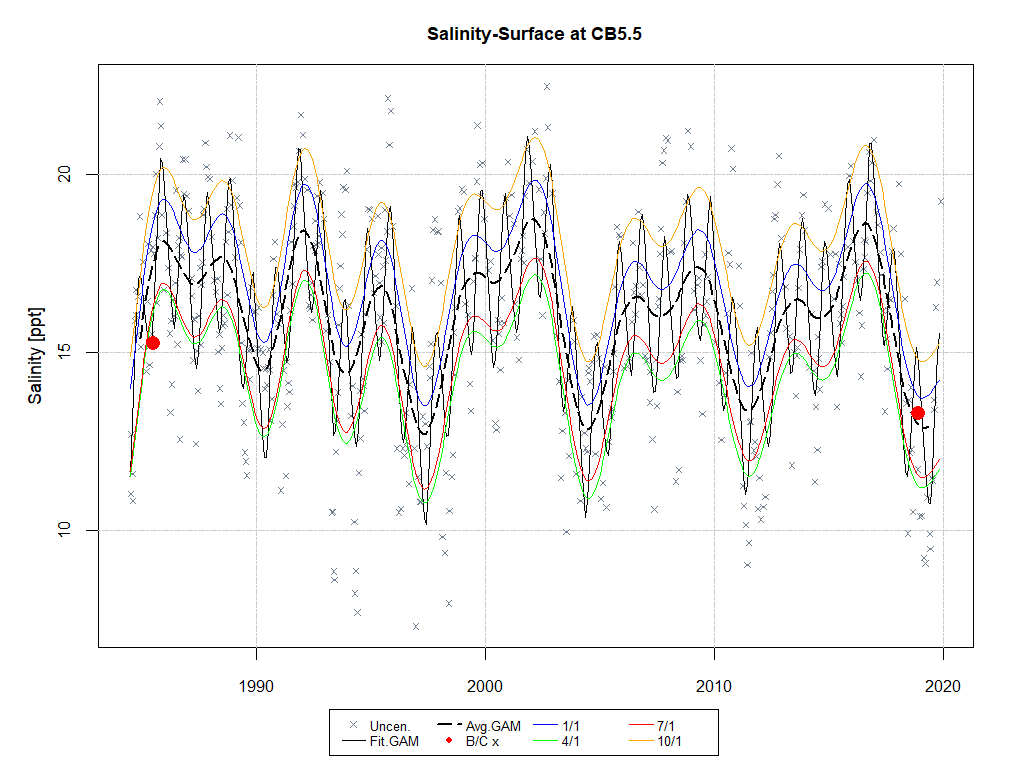 Salinity-Surface at CB5.5
Salinity [ppt]
20
15
10
1990 2000 2010 2020
Uncen. Avg.GAM 1/1 7/1
Fit.GAM B/C x 4/1 10/1